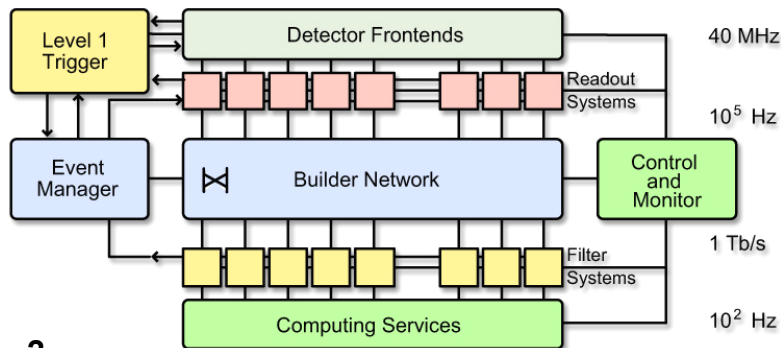 Level 1
Trigger
Detector Frontends
40 MHz
Readout
Systems
10⁵ Hz
Event
Manager
Builder Network
Control
and
Monitor
1 Tb/s
Filter
Systems
Computing Services
10² Hz